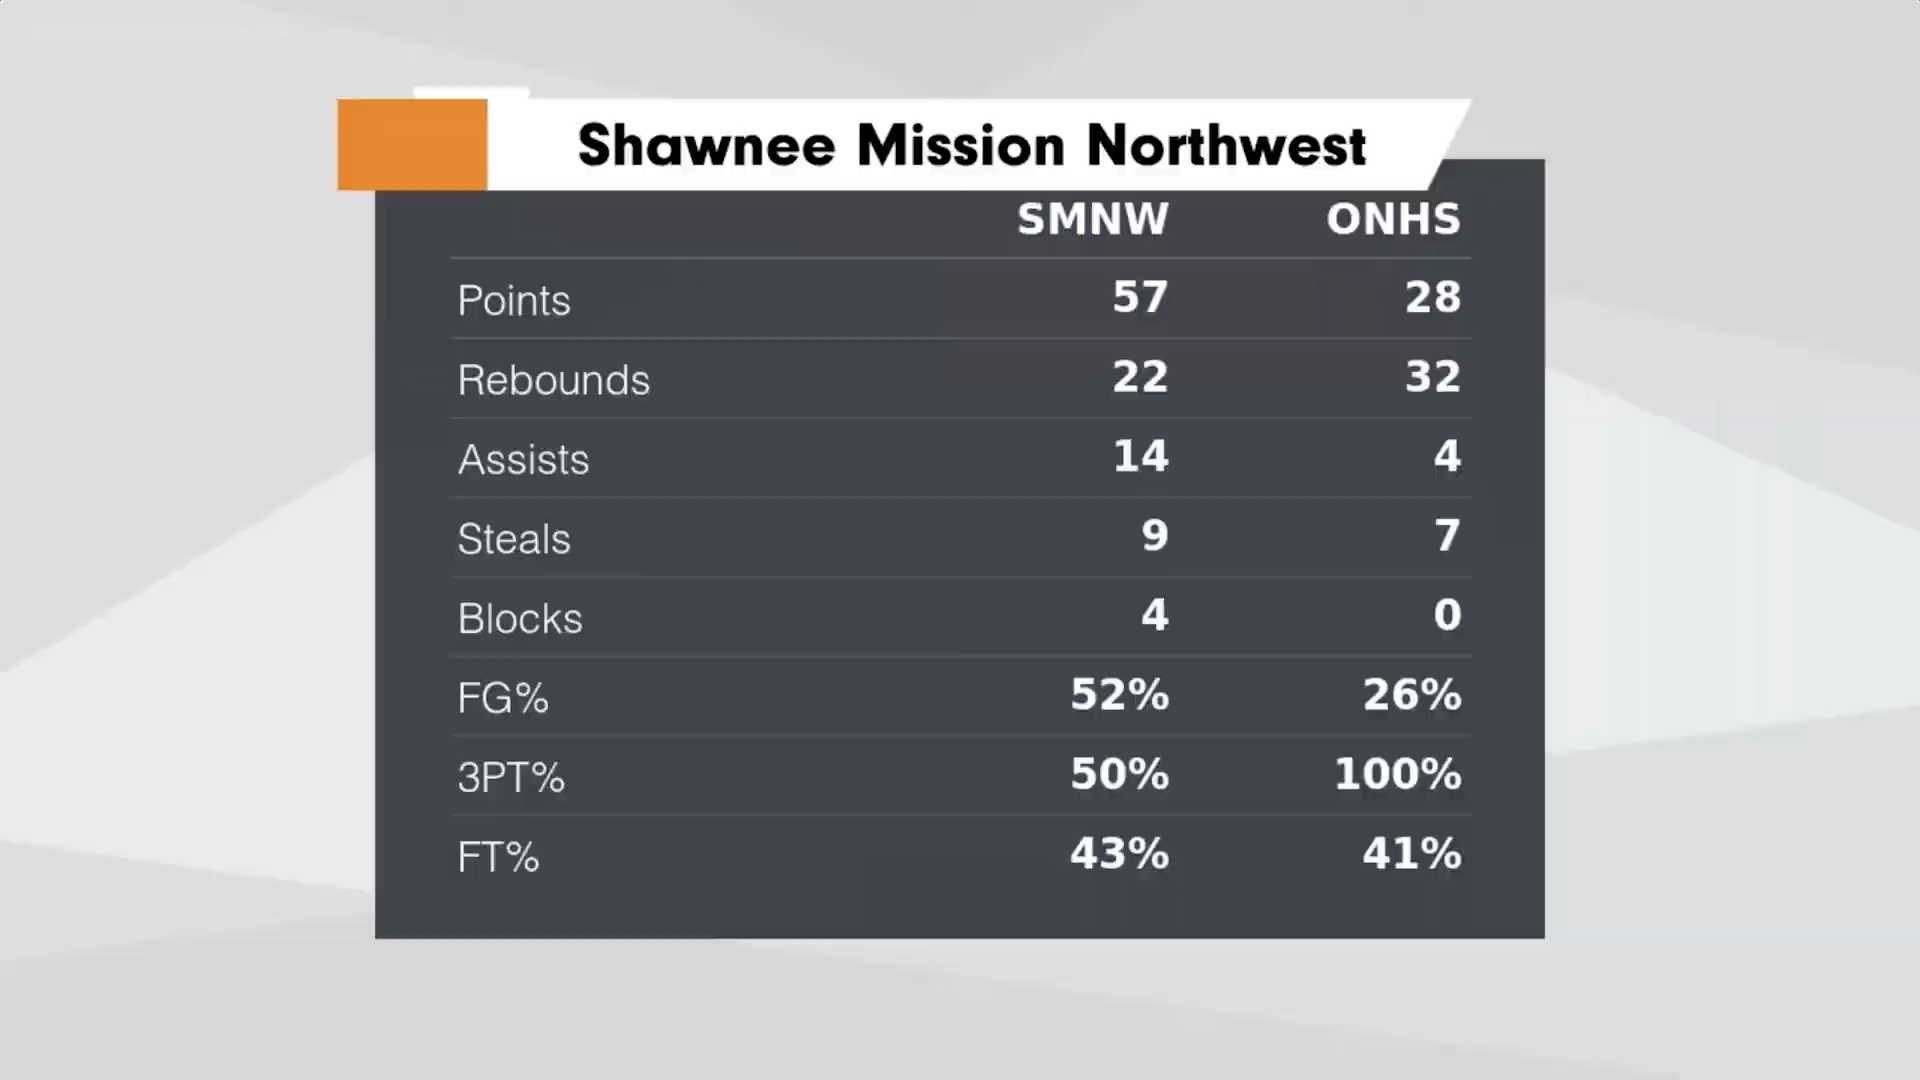 Shawnee Mission Northwest
SMNW ONHS
Points 57 28
Rebounds 22 32
Assists 14 4
Steals 9 7
Blocks 4 0
FG% 52% 26%
3PT% 50% 100%
FT% 43% 41%